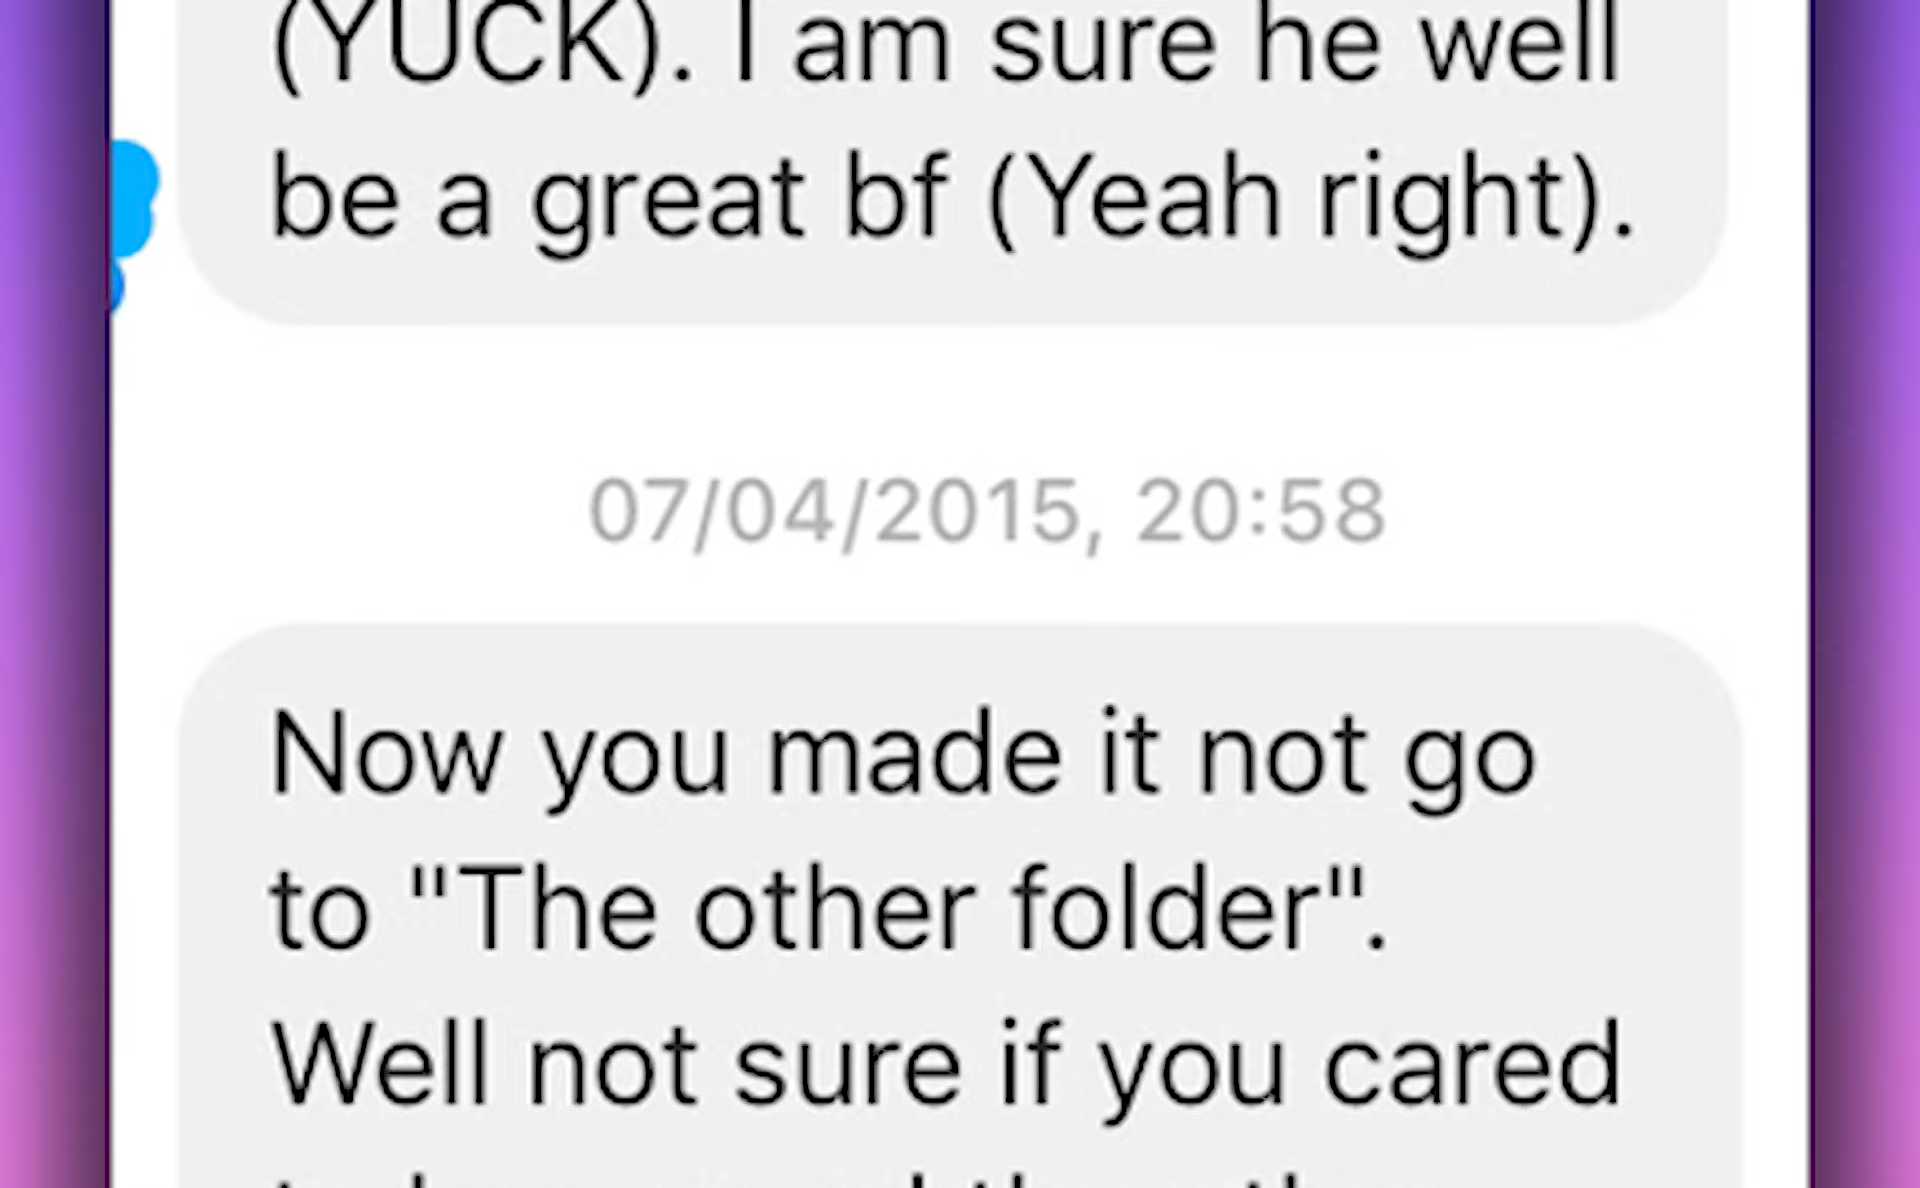 (YUCK). I am sure he well
be a great bf (Yeah right).
07/04/2015, 20:58
Now you made it not go
to "The other folder".
Well not sure if you cared